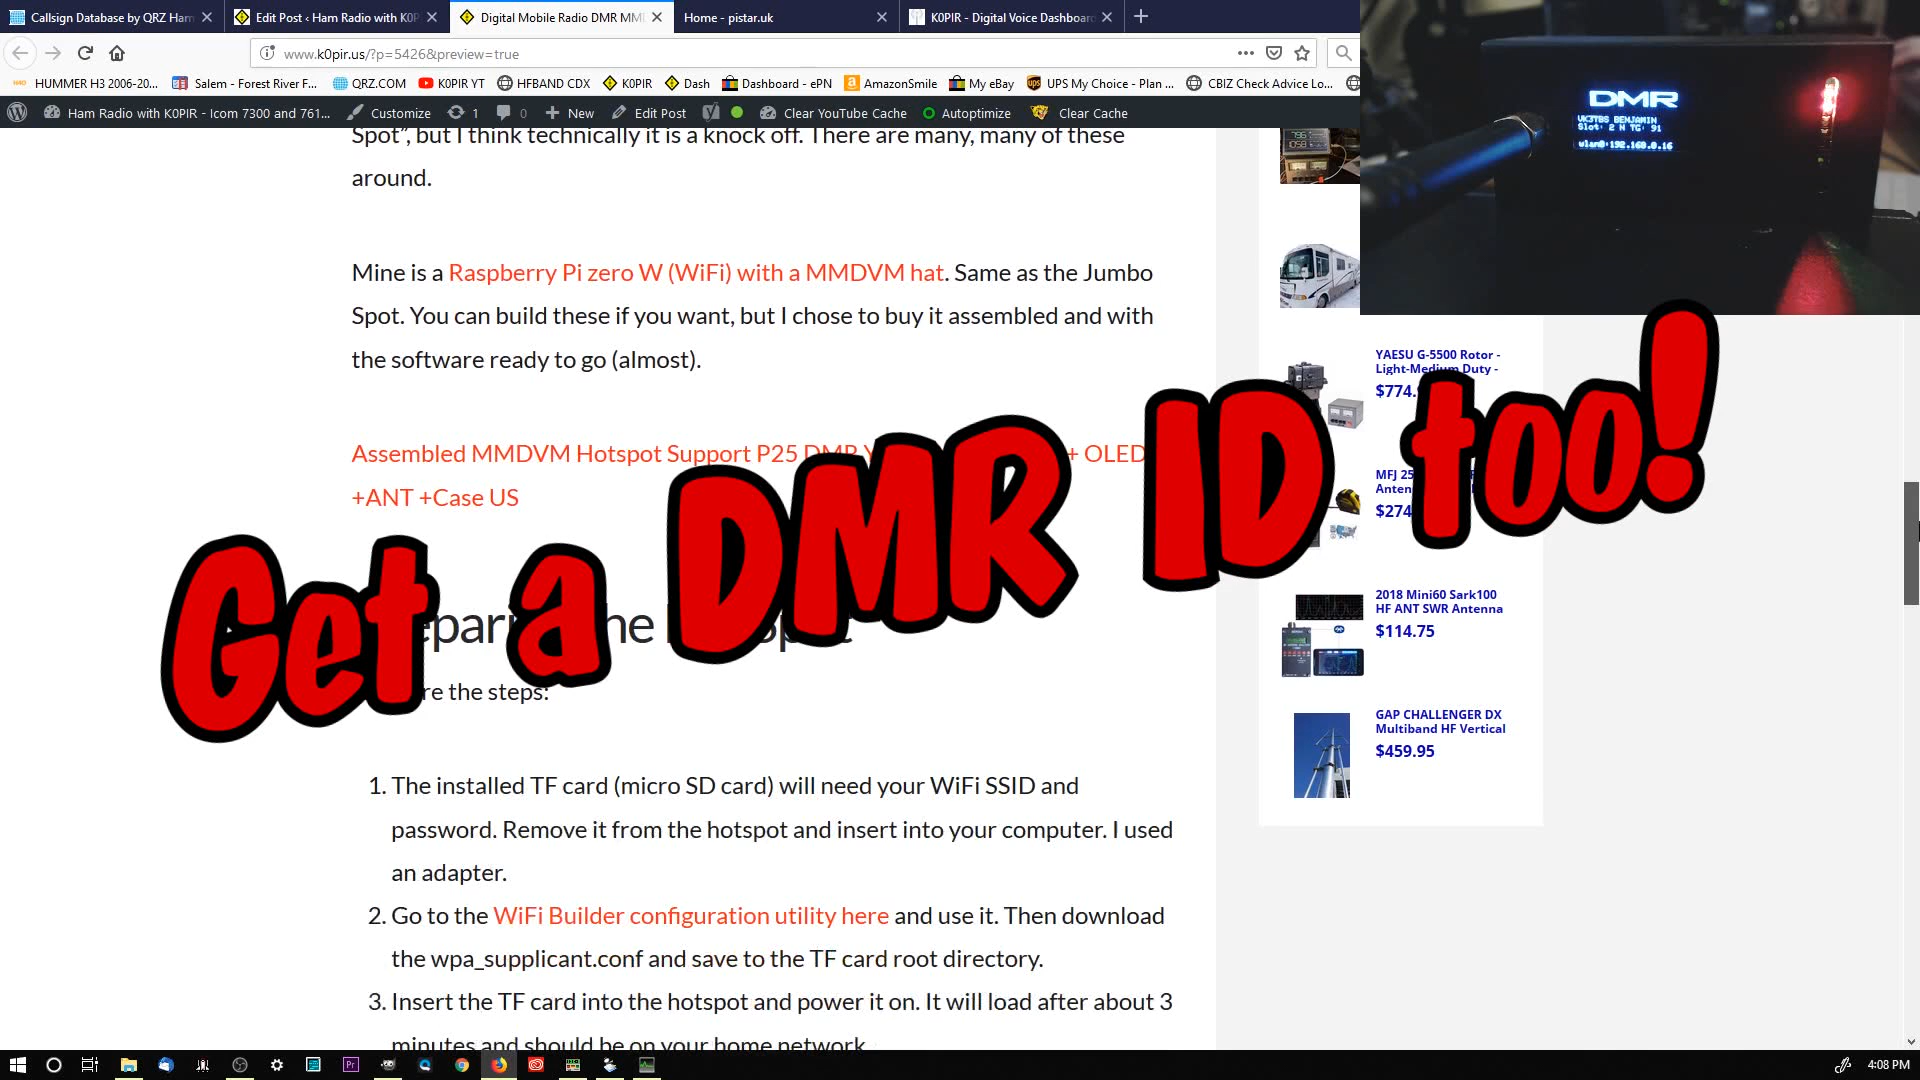 Callsign Database by QRZ Ham
Edit Post ‹ Ham Radio with K0P
Digital Mobile Radio DMR MM
Home - pistar.uk
K0PIR - Digital Voice Dashboar
www.k0pir.us/?p=5426&preview=true
HUMMER H3 2006-20...
Salem - Forest River F...
QRZ.COM
K0PIR YT
HFBAND CDX
K0PIR
Dash
Dashboard - ePN
AmazonSmile
My eBay
UPS My Choice - Plan ...
CBIZ Check Advice Lo...
Ham Radio with K0PIR - Icom 7300 and 761...
Customize
1
0
New
Edit Post
Clear YouTube Cache
Autoptimize
Clear Cache
DMR
VK3TBS BENJAMIN
Slot: 2 N TG: 91
wlan0:192.168.0.16
Spot", but I think technically it is a knock off. There are many, many of these
around.
Mine is a Raspberry Pi zero W (WiFi) with a MMDVM hat. Same as the Jumbo
Spot. You can build these if you want, but I chose to buy it assembled and with
the software ready to go (almost).
Assembled MMDVM Hotspot Support P25 DMR + OLED
+ANT +Case US
Get a DMR ID too!
the steps:
1. The installed TF card (micro SD card) will need your WiFi SSID and
password. Remove it from the hotspot and insert into your computer. I used
an adapter.
2. Go to the WiFi Builder configuration utility here and use it. Then download
the wpa_supplicant.conf and save to the TF card root directory.
3. Insert the TF card into the hotspot and power it on. It will load after about 3
minutes and should be on your home network
YAESU G-5500 Rotor -
Light-Medium Duty -
$774.
MFJ 25
Anten
$274
2018 Mini60 Sark100
HF ANT SWR Antenna
$114.75
GAP CHALLENGER DX
Multiband HF Vertical
$459.95
4:08 PM